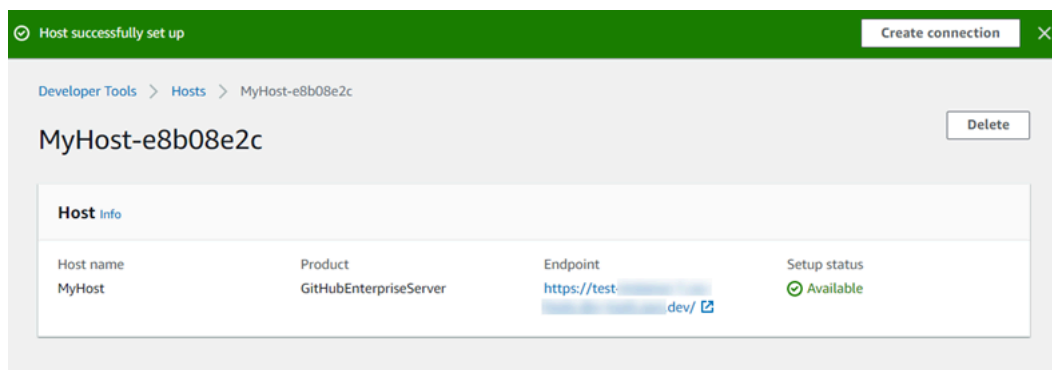 Host successfully set up
Create connection
Developer Tools > Hosts > MyHost-e8b08e2c
MyHost-e8b08e2c
Delete
Host Info
Host name
Product
Endpoint
Setup status
MyHost
GitHubEnterpriseServer
https://test-
dev/
Available